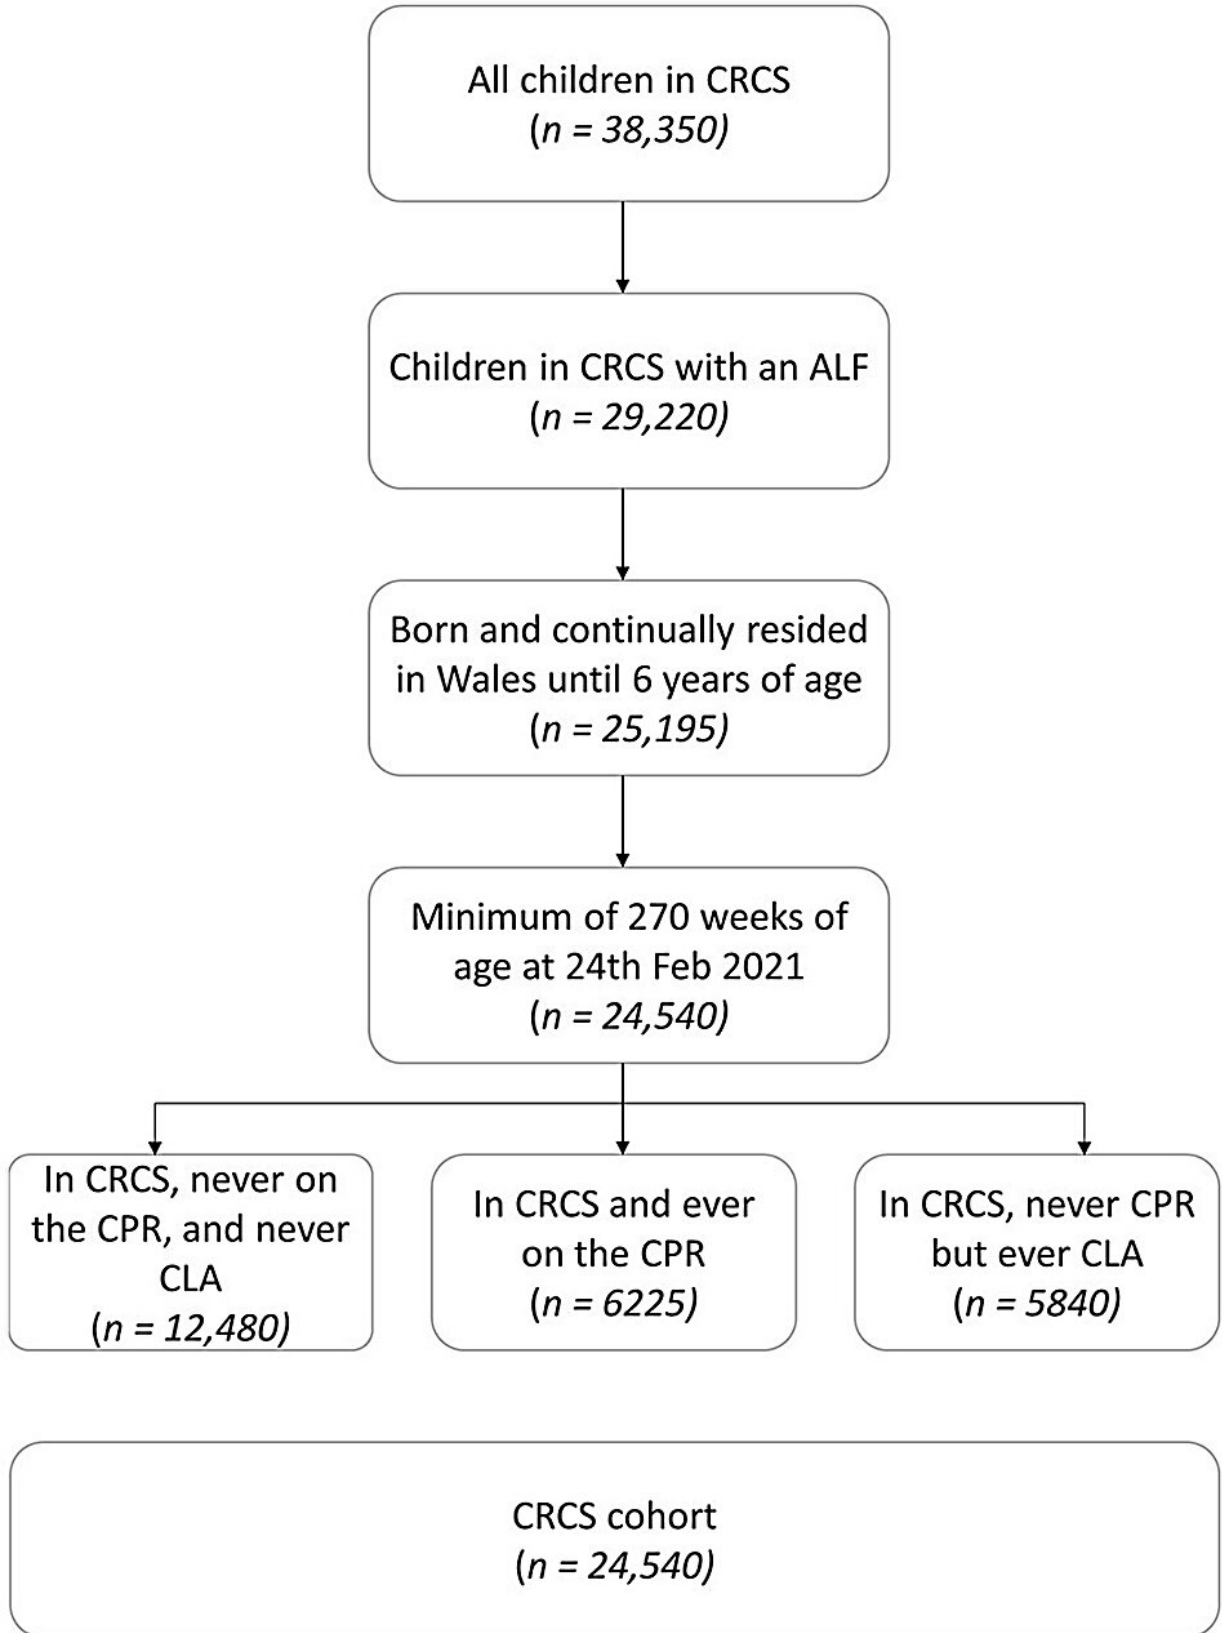 All children in CRCS
(n = 38,350)
Children in CRCS with an ALF
(n = 29,220)
Born and continually resided
in Wales until 6 years of age
(n = 25,195)
Minimum of 270 weeks of
age at 24th Feb 2021
(n = 24,540)
In CRCS, never on
the CPR, and never
CLA
(n = 12,480)
In CRCS and ever
on the CPR
(n = 6225)
In CRCS, never CPR
but ever CLA
(n = 5840)
CRCS cohort
(n = 24,540)